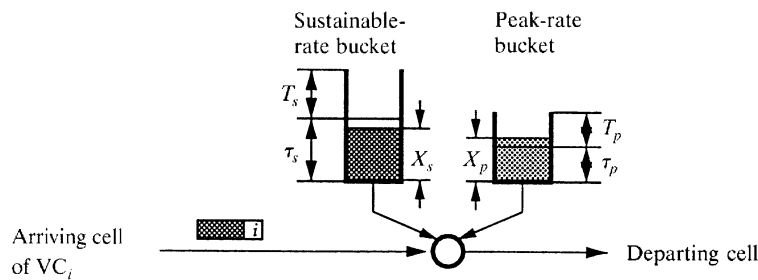 Sustainable-
rate bucket
Peak-rate
bucket
T_s
τ_s
X_s
X_p
T_p
τ_p
i
Arriving cell
of VC_i
Departing cell